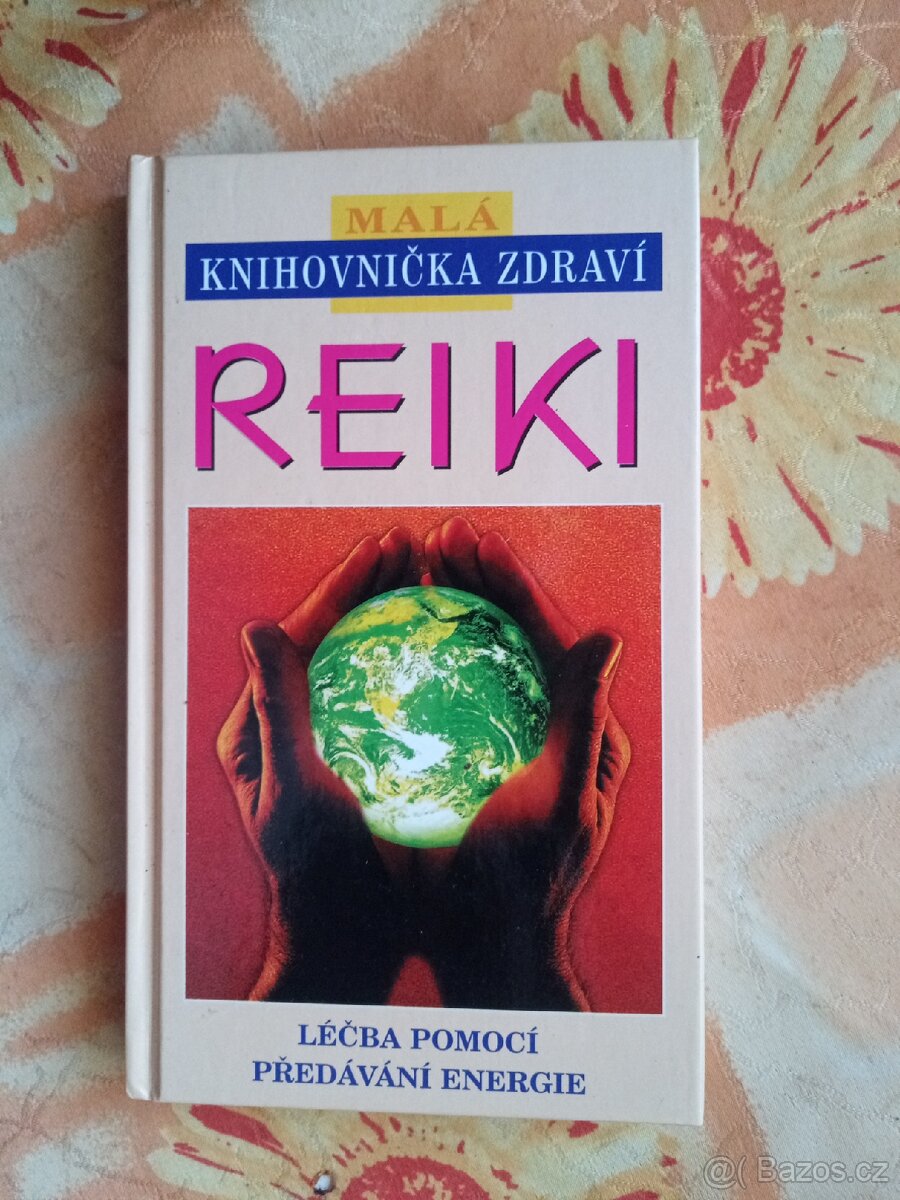 MALÁ
KNIHOVNIČKA ZDRAVÍ
REIKI
LÉČBA POMOCÍ
PŘEDÁVÁNÍ ENERGIE
@( Bazos.cz